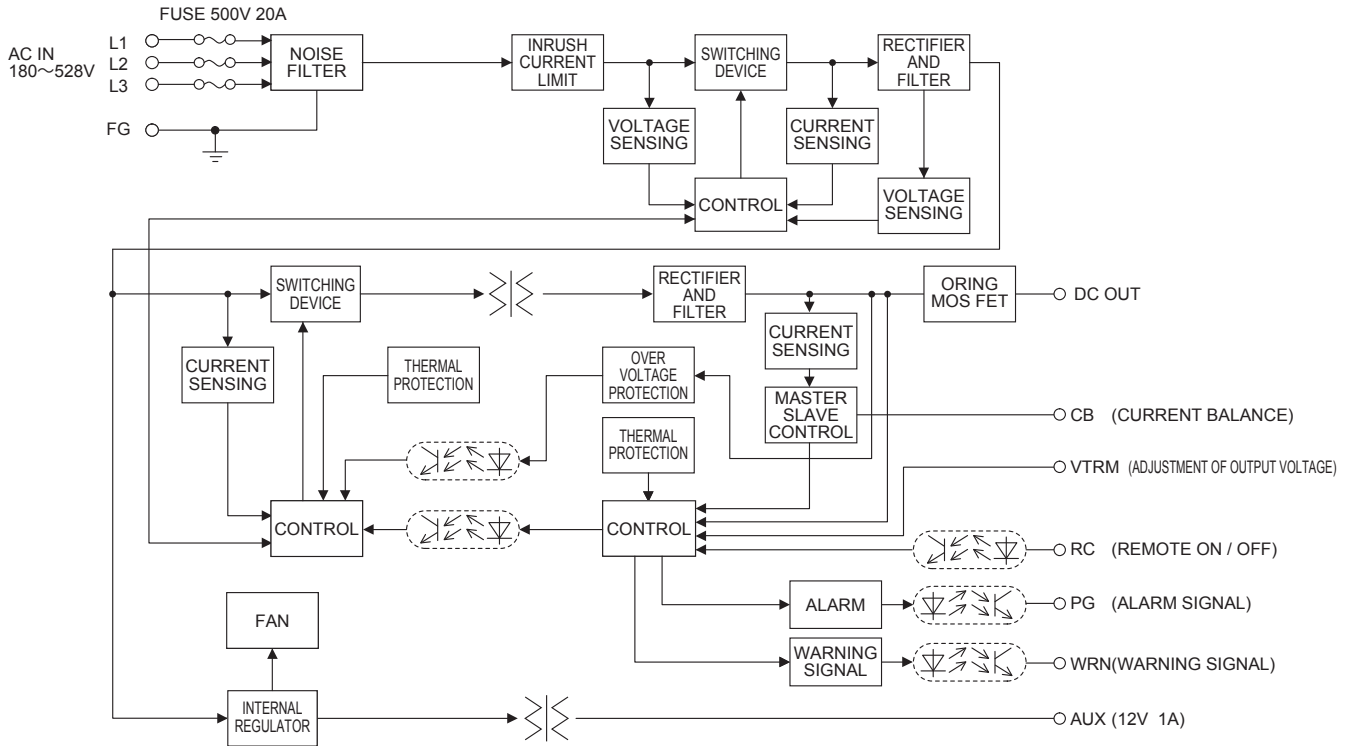 FUSE 500V 20A
AC IN
180～528V
L1
L2
L3
FG
NOISE
FILTER
INRUSH
CURRENT
LIMIT
SWITCHING
DEVICE
RECTIFIER
AND
FILTER
VOLTAGE
SENSING
CURRENT
SENSING
CONTROL
VOLTAGE
SENSING
SWITCHING
DEVICE
RECTIFIER
AND
FILTER
ORING
MOS FET
DC OUT
CURRENT
SENSING
THERMAL
PROTECTION
OVER
VOLTAGE
PROTECTION
CURRENT
SENSING
MASTER
SLAVE
CONTROL
CB (CURRENT BALANCE)
THERMAL
PROTECTION
VTRM (ADJUSTMENT OF OUTPUT VOLTAGE)
CONTROL
CONTROL
RC (REMOTE ON / OFF)
ALARM
PG (ALARM SIGNAL)
FAN
WARNING
SIGNAL
WRN(WARNING SIGNAL)
INTERNAL
REGULATOR
AUX (12V 1A)